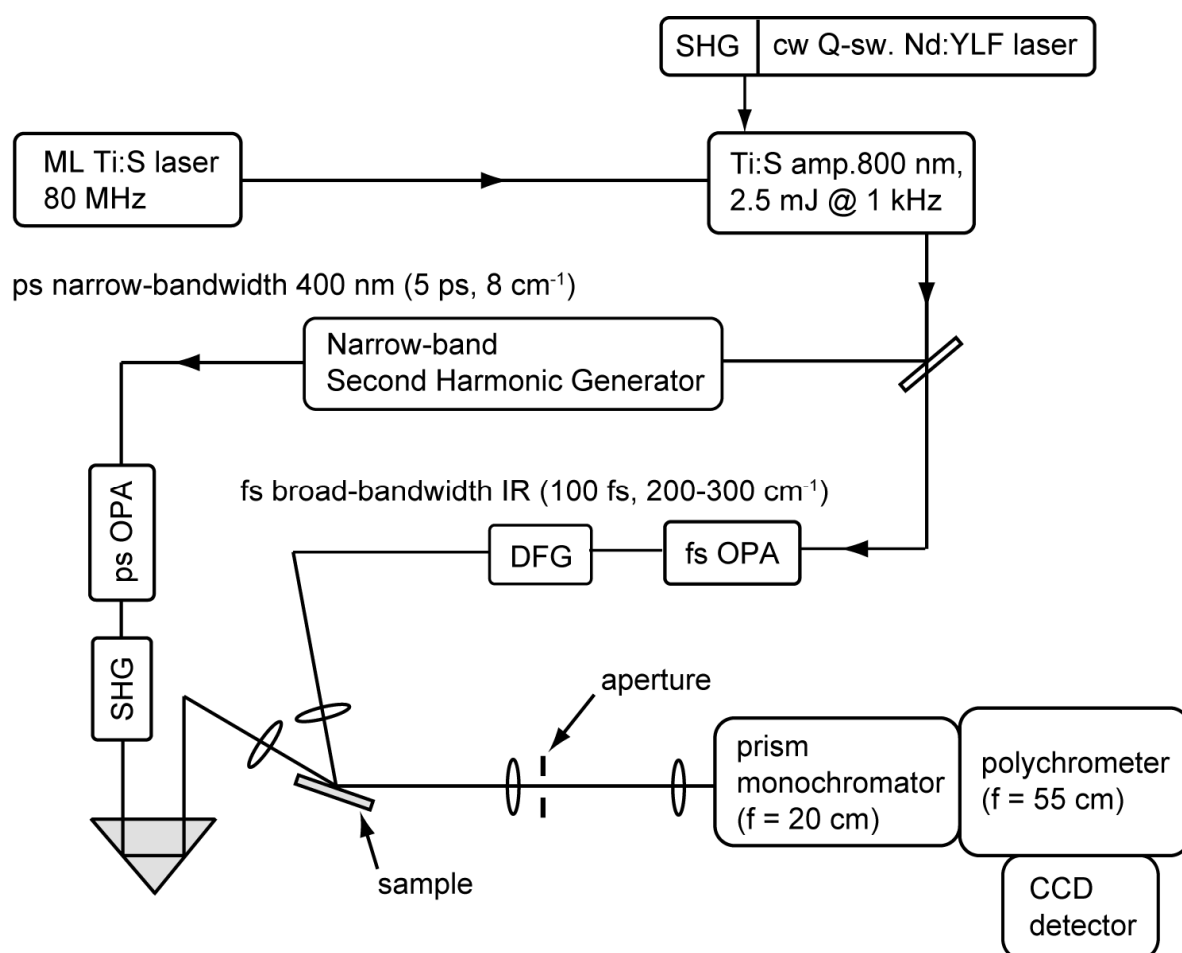 SHG
cw Q-sw. Nd:YLF laser
ML Ti:S laser
80 MHz
Ti:S amp.800 nm,
2.5 mJ @ 1 kHz
ps narrow-bandwidth 400 nm (5 ps, 8 cm⁻¹)
Narrow-band
Second Harmonic Generator
ps OPA
fs broad-bandwidth IR (100 fs, 200-300 cm⁻¹)
DFG
fs OPA
SHG
aperture
prism
monochromator
(f = 20 cm)
polychrometer
(f = 55 cm)
sample
CCD
detector